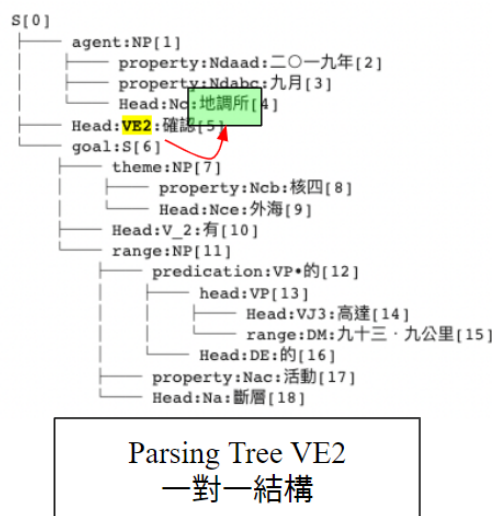 S[0]
├── agent:NP[1]
│   ├── property:Ndaad:二○一九年[2]
│   ├── property:Ndabc:九月[3]
│   └── Head:Nc:地調所[4]
├── Head:VE2:確認[5]
└── goal:S[6]
    ├── theme:NP[7]
    │   ├── property:Ncb:核四[8]
    │   └── Head:Nce:外海[9]
    ├── Head:V_2:有[10]
    └── range:NP[11]
        ├── predication:VP•的[12]
        │   ├── head:VP[13]
        │   │   ├── Head:VJ3:高達[14]
        │   │   └── range:DM:九十三．九公里[15]
        │   └── Head:DE:的[16]
        ├── property:Nac:活動[17]
        └── Head:Na:斷層[18]
Parsing Tree VE2
一對一結構